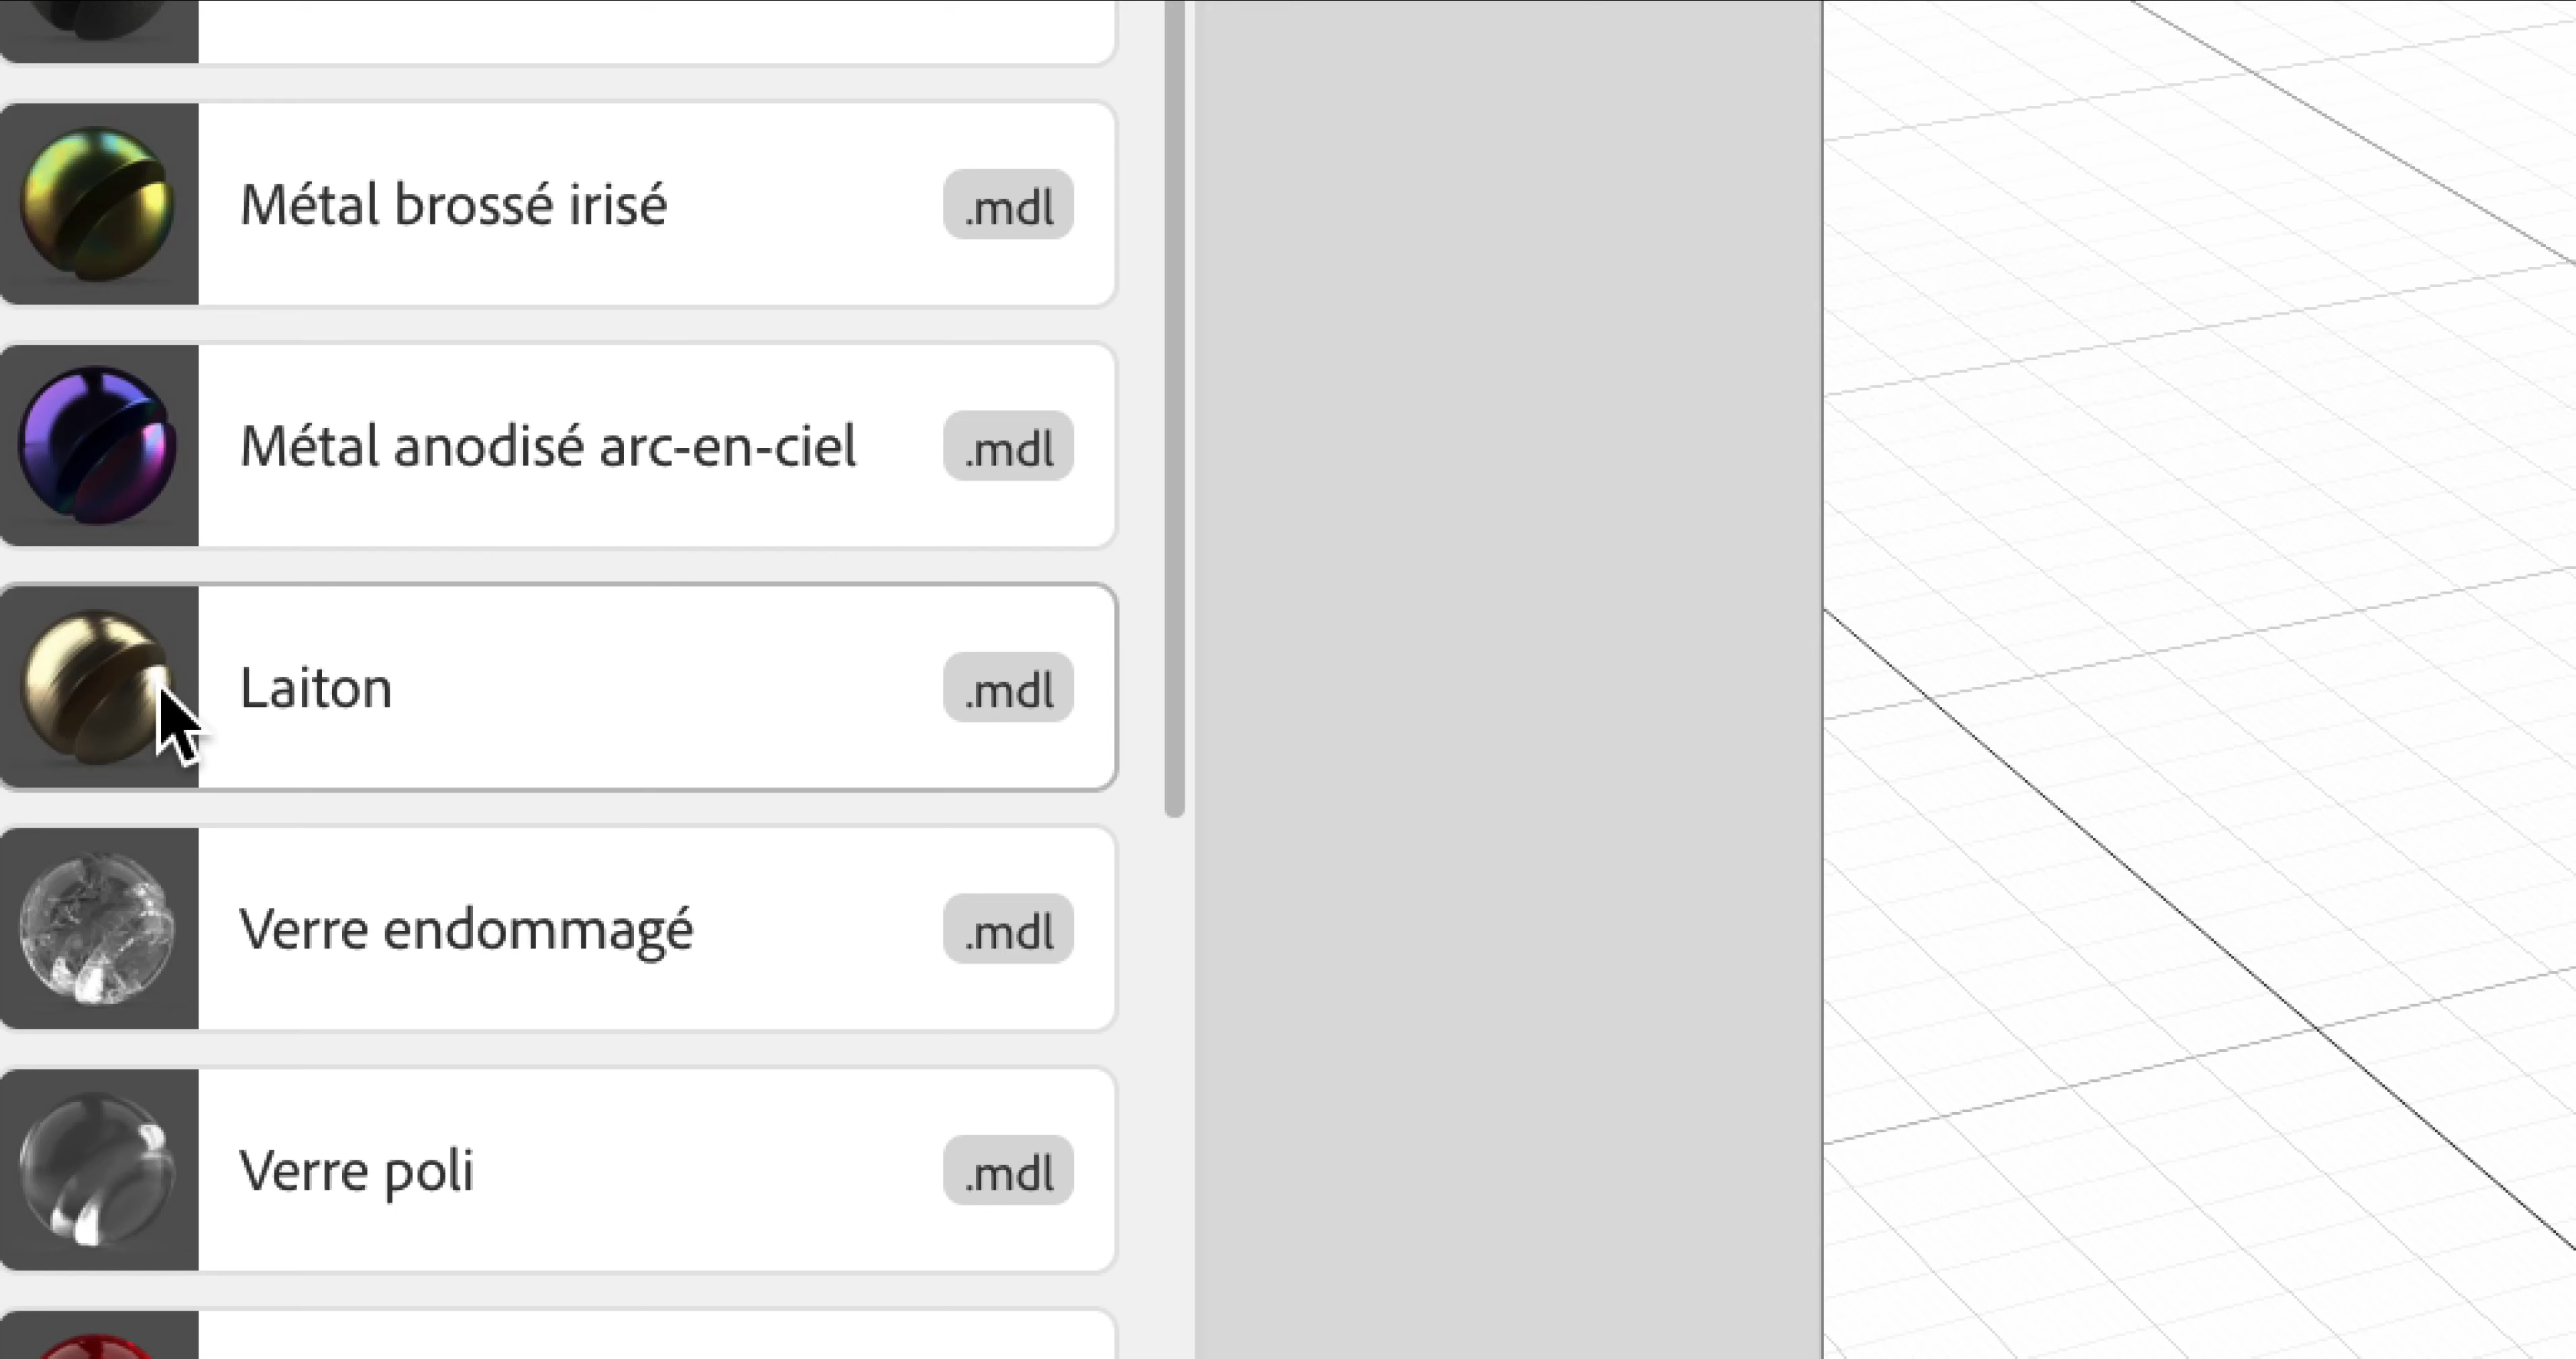 Métal brossé irisé .mdl
Métal anodisé arc-en-ciel .mdl
Laiton .mdl
Verre endommagé .mdl
Verre poli .mdl